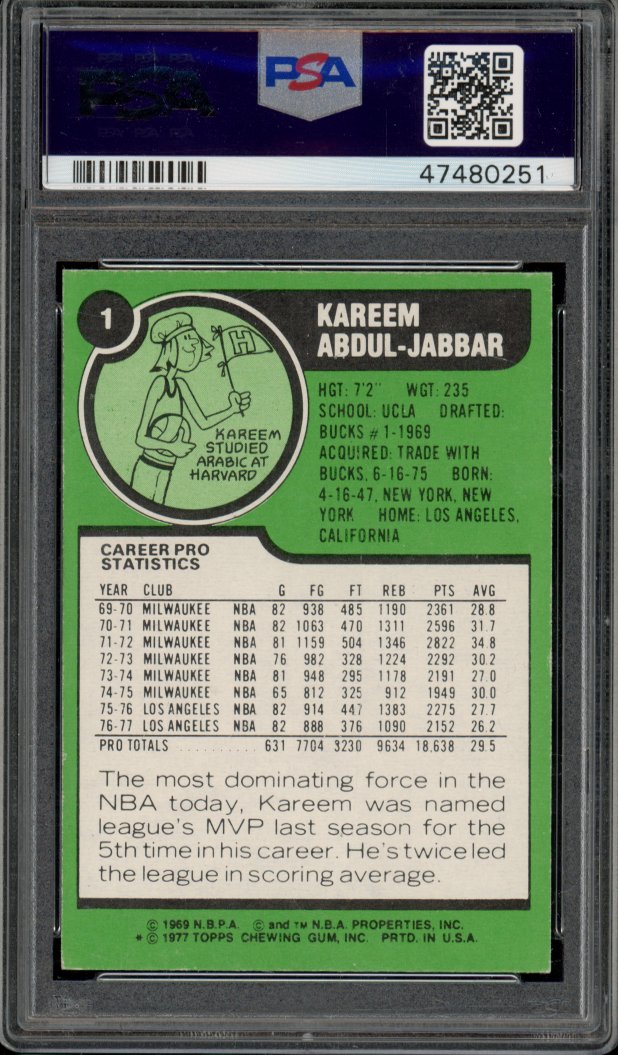 PSA
PSA
47480251
1
KAREEM
ABDUL-JABBAR
H
KAREEM
STUDIED
ARABIC AT
HARVARD
HGT: 7'2" WGT: 235
SCHOOL: UCLA DRAFTED:
BUCKS #1-1969
ACQUIRED: TRADE WITH
BUCKS, 6-16-75 BORN:
4-16-47, NEW YORK, NEW
YORK HOME: LOS ANGELES,
CALIFORNIA
CAREER PRO
STATISTICS
YEAR CLUB G FG FT REB PTS AVG
69-70 MILWAUKEE NBA 82 938 485 1190 2361 28.8
70-71 MILWAUKEE NBA 82 1063 470 1311 2596 31.7
71-72 MILWAUKEE NBA 81 1159 504 1346 2822 34.8
72-73 MILWAUKEE NBA 76 982 328 1224 2292 30.2
73-74 MILWAUKEE NBA 81 948 295 1178 2191 27.0
74-75 MILWAUKEE NBA 65 812 325 912 1949 30.0
75-76 LOS ANGELES NBA 82 914 447 1383 2275 27.7
76-77 LOS ANGELES NBA 82 888 376 1090 2152 26.2
PRO TOTALS .......... 631 7704 3230 9634 18,638 29.5
The most dominating force in the
NBA today, Kareem was named
league's MVP last season for the
5th time in his career. He's twice led
the league in scoring average.
© 1969 N.B.P.A. © and TM N.B.A. PROPERTIES, INC.
* © 1977 TOPPS CHEWING GUM, INC. PRTD. IN U.S.A.